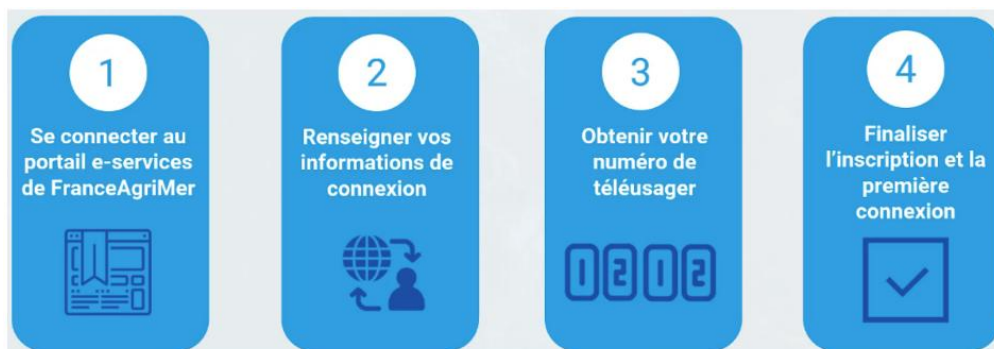 1
Se connecter au
portail e-services
de FranceAgriMer
2
Renseigner vos
informations de
connexion
3
Obtenir votre
numéro de
téléusager
1212
4
Finaliser
l'inscription et la
première
connexion